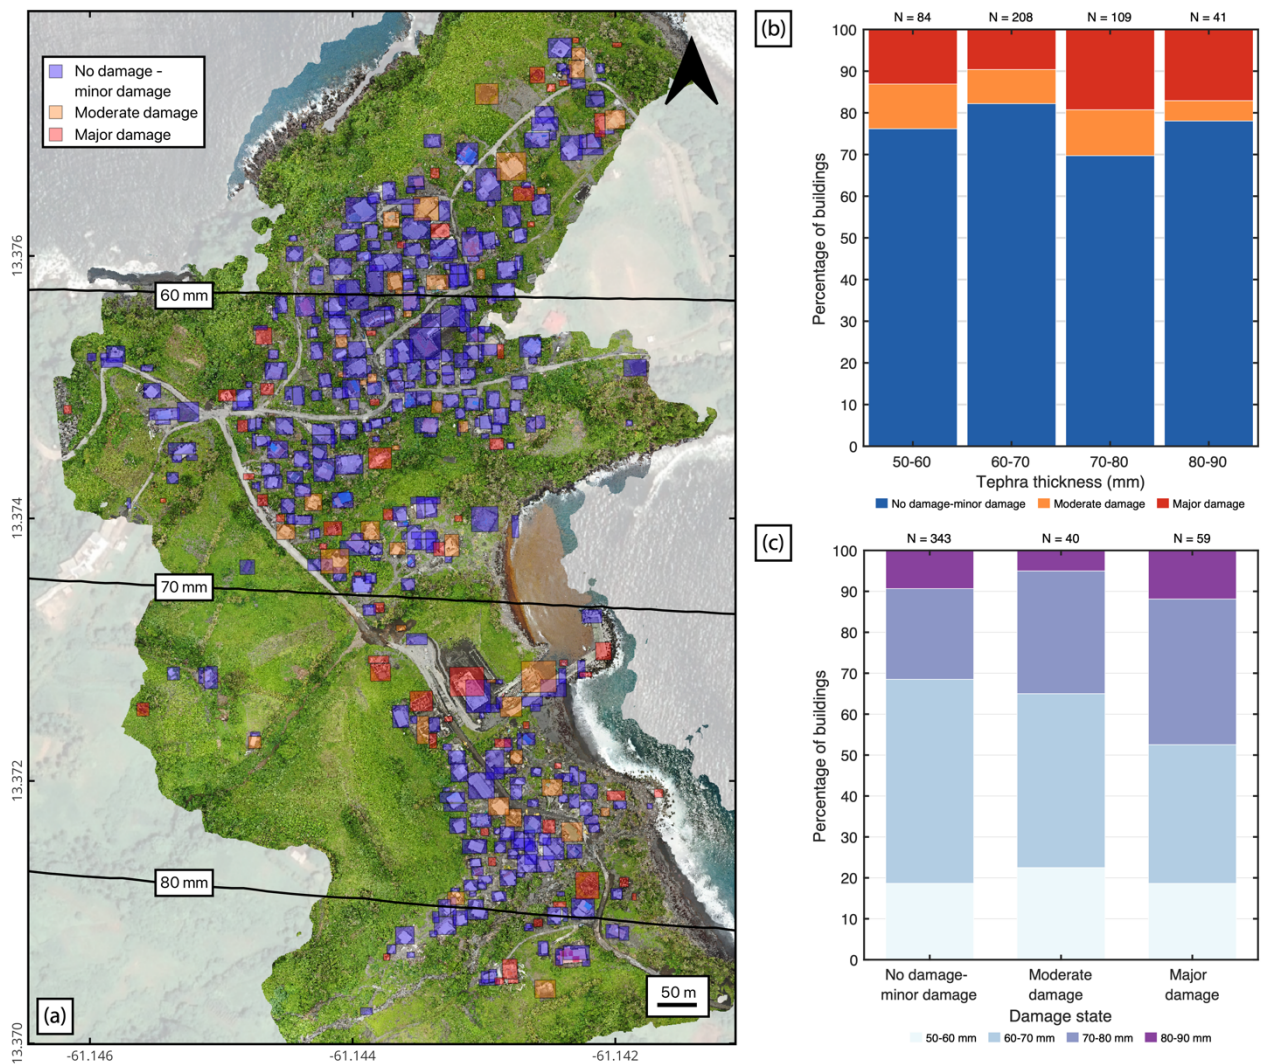 No damage -
minor damage
Moderate damage
Major damage
60 mm
70 mm
80 mm
50 m
(a)
13.376
13.374
13.372
13.370
-61.146
-61.144
-61.142
(b)
N = 84
N = 208
N = 109
N = 41
100
90
80
70
60
50
40
30
20
10
0
Percentage of buildings
50-60
60-70
70-80
80-90
Tephra thickness (mm)
No damage-minor damage
Moderate damage
Major damage
(c)
N = 343
N = 40
N = 59
100
90
80
70
60
50
40
30
20
10
0
Percentage of buildings
No damage-
minor damage
Moderate
damage
Major
damage
Damage state
50-60 mm
60-70 mm
70-80 mm
80-90 mm